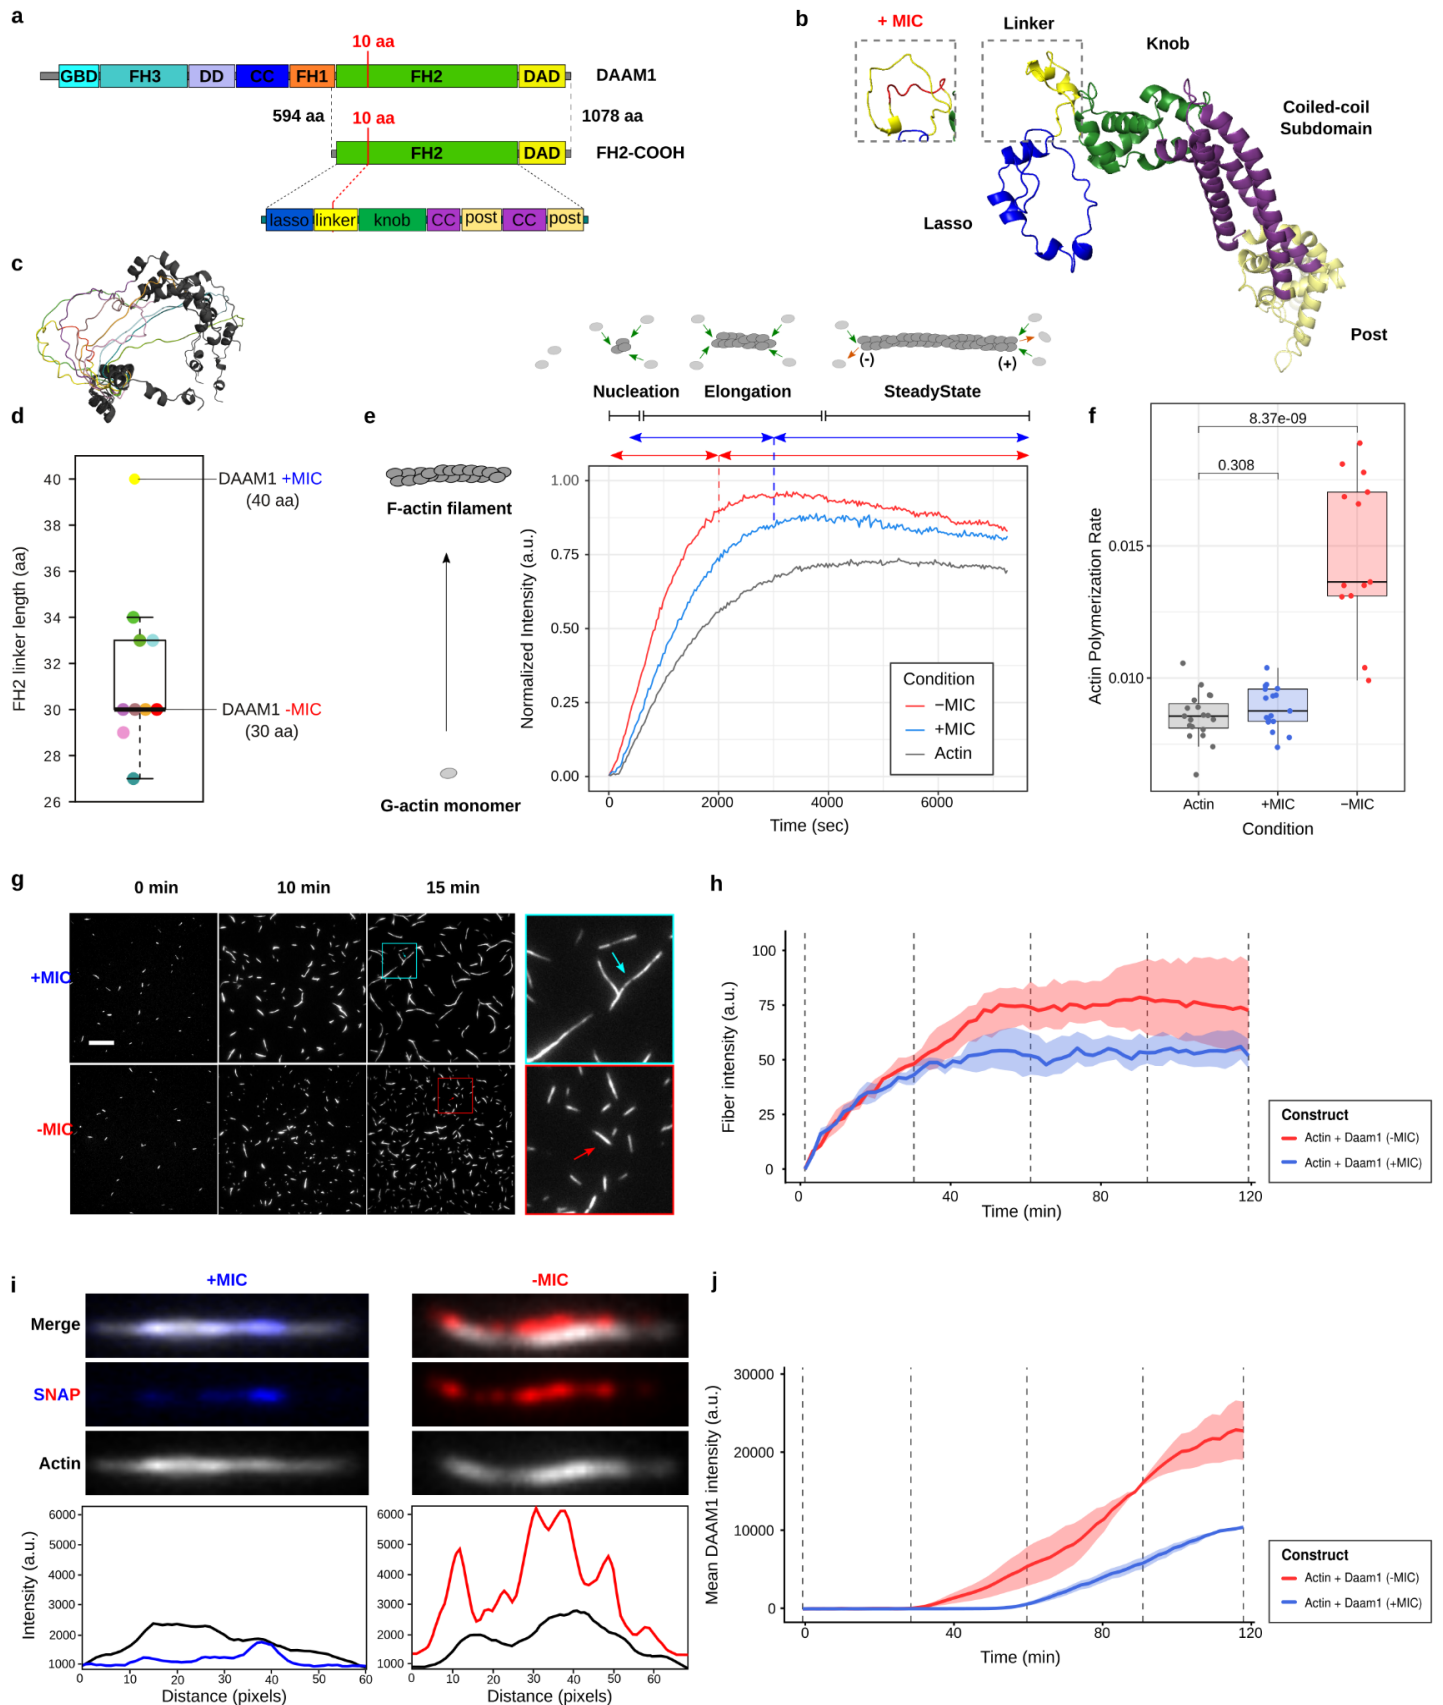 a
10 aa
GBD FH3 DD CC FH1 FH2 DAD DAAM1
594 aa 10 aa 1078 aa
FH2 DAD FH2-COOH
lasso linker knob CC post CC post
b
+ MIC
Linker
Knob
Coiled-coil
Subdomain
Lasso
Post
c
d
FH2 linker length (aa)
40
38
36
34
32
30
28
26
DAAM1 +MIC
(40 aa)
DAAM1 -MIC
(30 aa)
e
(-) (+)
Nucleation Elongation SteadyState
F-actin filament
G-actin monomer
Normalized Intensity (a.u.)
1.00
0.75
0.50
0.25
0.00
0 2000 4000 6000
Time (sec)
Condition
−MIC
+MIC
Actin
f
8.37e-09
0.308
Actin Polymerization Rate
0.015
0.010
Actin +MIC −MIC
Condition
g
0 min 10 min 15 min
+MIC
-MIC
h
Fiber intensity (a.u.)
100
75
50
25
0
0 40 80 120
Time (min)
Construct
Actin + Daam1 (-MIC)
Actin + Daam1 (+MIC)
i
+MIC -MIC
Merge
SNAP
Actin
Intensity (a.u.)
6000
5000
4000
3000
2000
1000
0 10 20 30 40 50 60
Distance (pixels)
6000
5000
4000
3000
2000
1000
0 10 20 30 40 50 60
Distance (pixels)
j
Mean DAAM1 intensity (a.u.)
30000
20000
10000
0
0 40 80 120
Time (min)
Construct
Actin + Daam1 (-MIC)
Actin + Daam1 (+MIC)